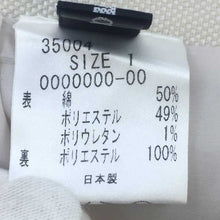 35004
SIZE I
0000000-00
表 綿 50%
ポリエステル 49%
ポリウレタン 1%
裏 ポリエステル 100%
日本製